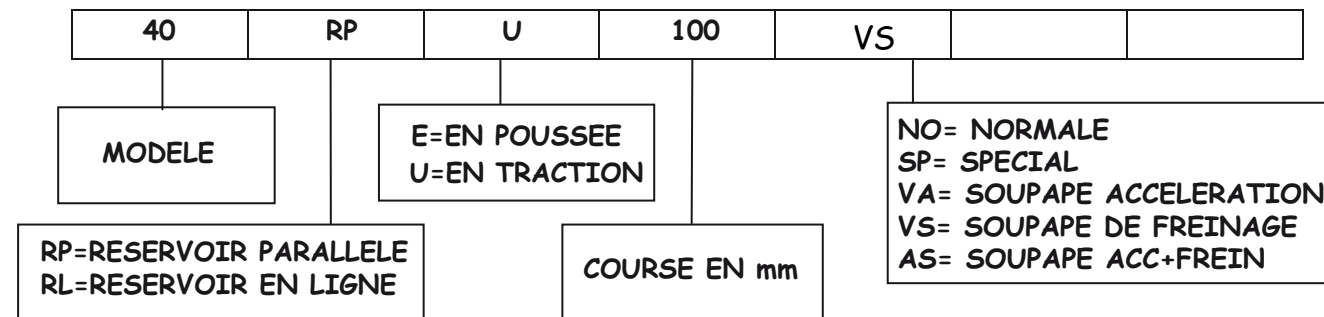 40 RP U 100 VS
MODELE
E=EN POUSSEE
U=EN TRACTION
NO= NORMALE
SP= SPECIAL
VA= SOUPAPE ACCELERATION
VS= SOUPAPE DE FREINAGE
AS= SOUPAPE ACC+FREIN
RP=RESERVOIR PARALLELE
RL=RESERVOIR EN LIGNE
COURSE EN mm